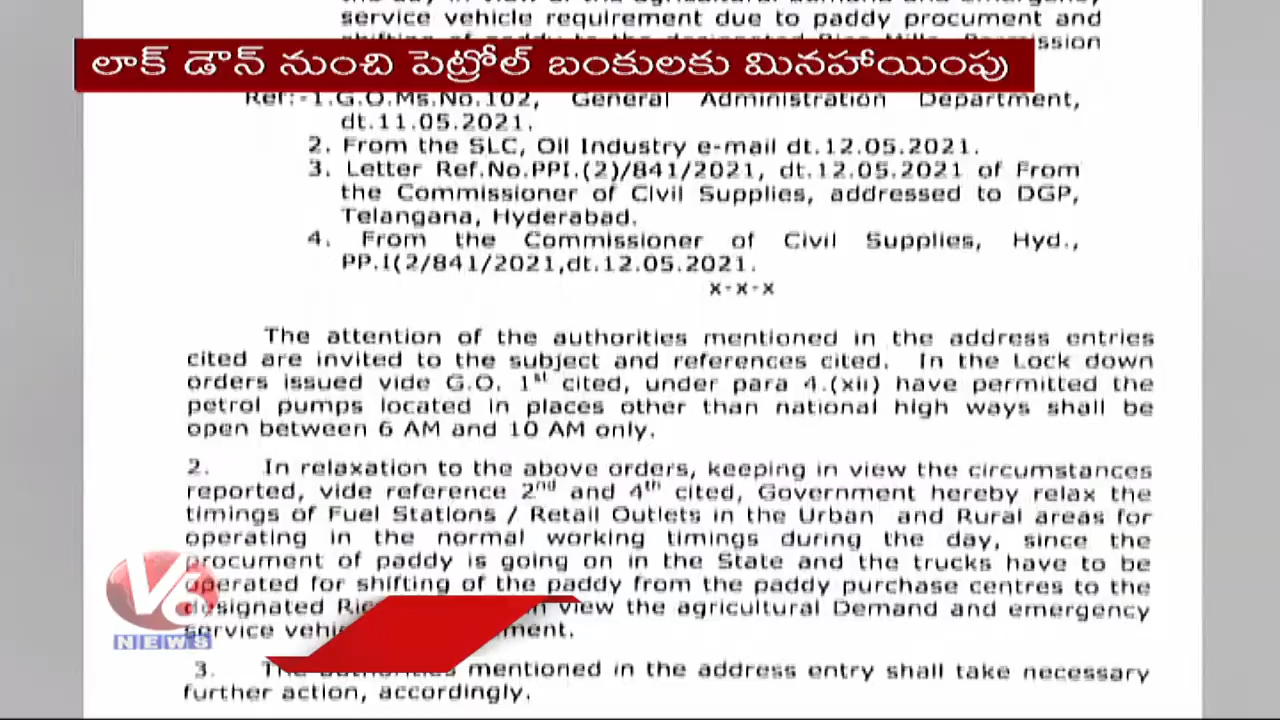 service vehicle requirement due to paddy procurement and
లాక్ డౌన్ నుంచి పెట్రోల్ బంకులకు మినహాయింపు
Ref:-1.G.O.Ms.No.102, General Administration Department,
dt.11.05.2021.
2. From the SLC, Oil Industry e-mail dt.12.05.2021.
3. Letter Ref.No.PPI.(2)/841/2021, dt.12.05.2021 of From
the Commissioner of Civil Supplies, addressed to DGP,
Telangana, Hyderabad.
4. From the Commissioner of Civil Supplies, Hyd.,
PP.I(2/841/2021,dt.12.05.2021.
x-x-x
The attention of the authorities mentioned in the address entries
cited are invited to the subject and references cited. In the Lock down
orders issued vide G.O. 1st cited, under para 4.(xii) have permitted the
petrol pumps located in places other than national high ways shall be
open between 6 AM and 10 AM only.
2. In relaxation to the above orders, keeping in view the circumstances
reported, vide reference 2nd and 4th cited, Government hereby relax the
timings of Fuel Stations / Retail Outlets in the Urban and Rural areas for
operating in the normal working timings during the day, since the
procument of paddy is going on in the State and the trucks have to be
operated for shifting of the paddy from the paddy purchase centres to the
designated view the agricultural Demand and emergency
service
3. mentioned in the address entry shall take necessary
further action, accordingly.
V6
NEWS